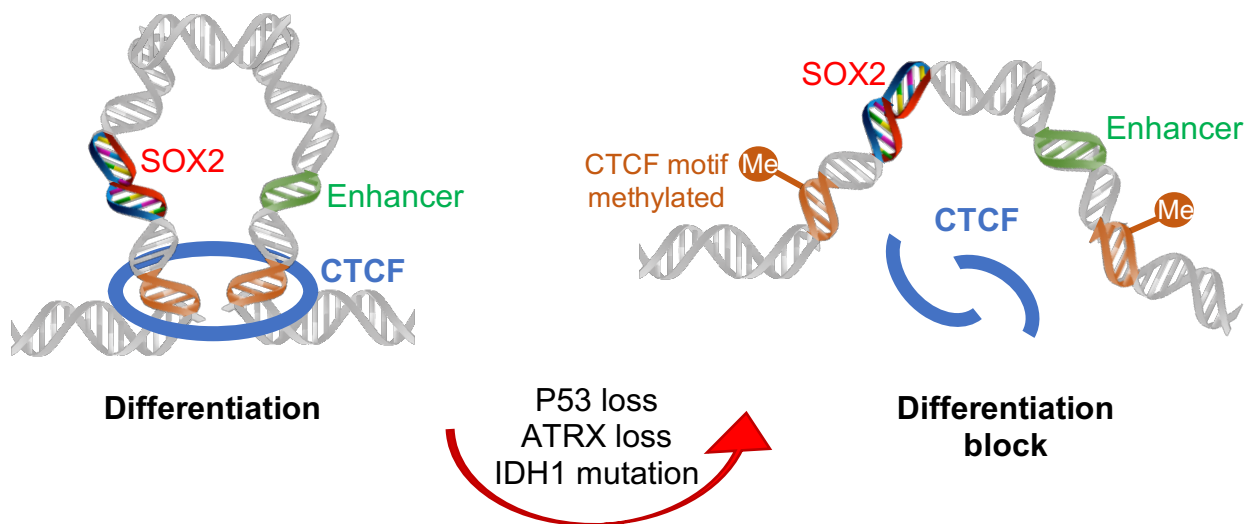 SOX2
Enhancer
CTCF
Differentiation
P53 loss
ATRX loss
IDH1 mutation
SOX2
CTCF motif
methylated
Me
Enhancer
Me
CTCF
Differentiation
block